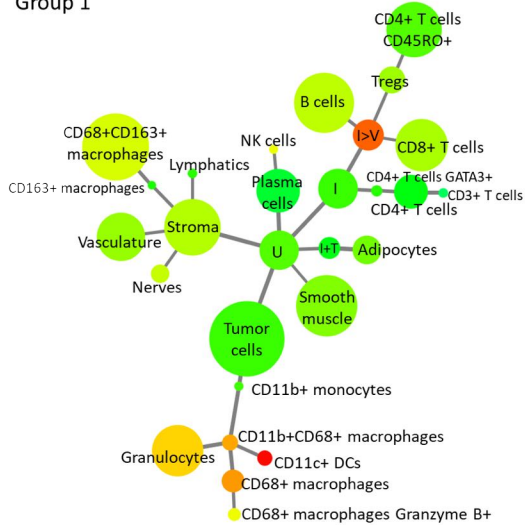 Group 1
CD4+ T cells
CD45RO+
Tregs
B cells
I>V
CD8+ T cells
CD68+CD163+
macrophages
NK cells
Lymphatics
CD163+ macrophages
Plasma
cells
I
CD4+ T cells GATA3+
CD3+ T cells
CD4+ T cells
Stroma
Vasculature
U
I+T
Adipocytes
Nerves
Smooth
muscle
Tumor
cells
CD11b+ monocytes
CD11b+CD68+ macrophages
Granulocytes
CD11c+ DCs
CD68+ macrophages
CD68+ macrophages Granzyme B+